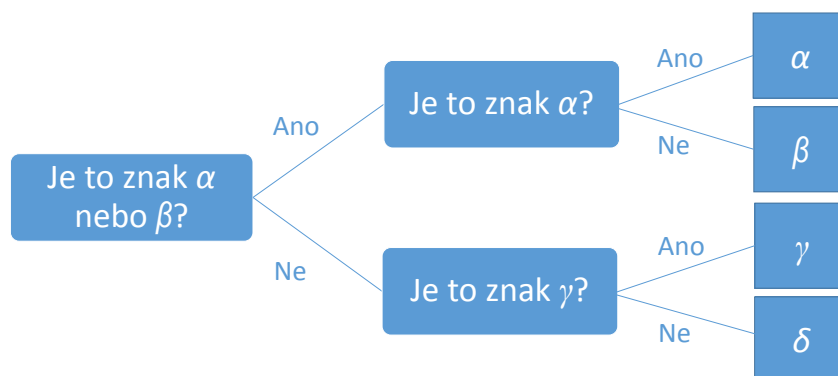 Je to znak α
nebo β?
Ano
Ne
Je to znak α?
Ano
Ne
α
β
Je to znak γ?
Ano
Ne
γ
δ